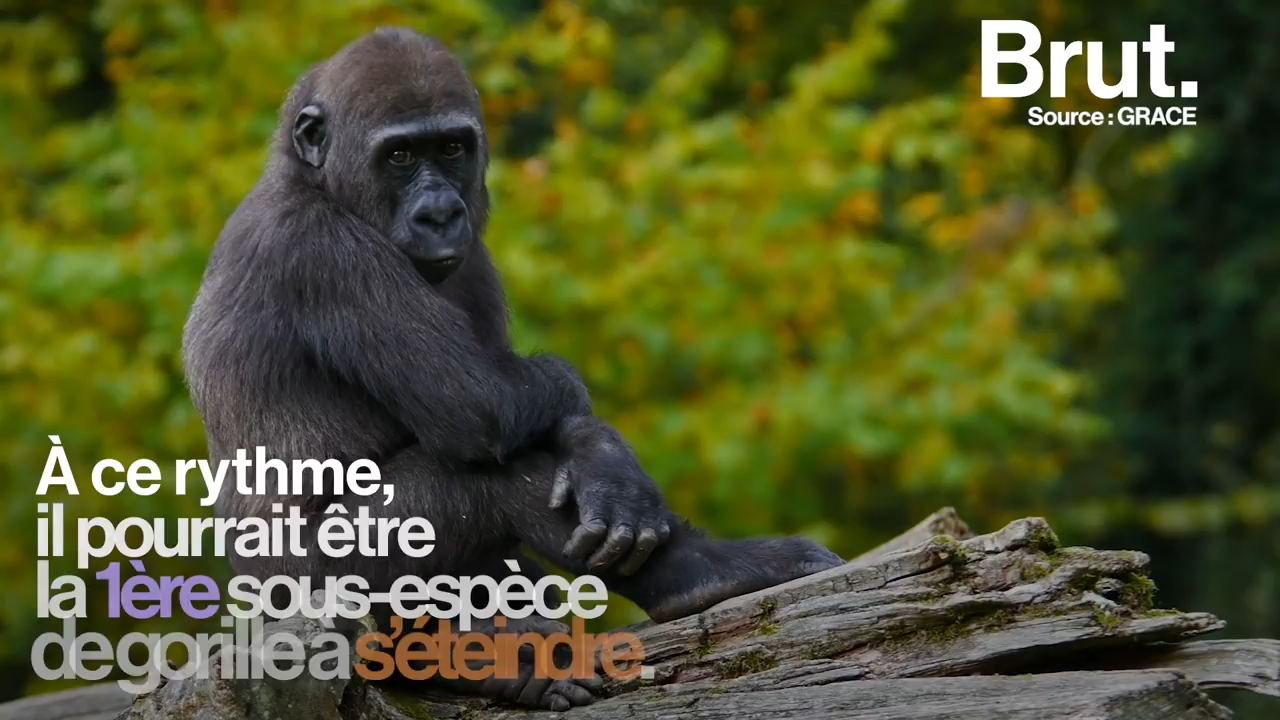 Brut.
Source : GRACE
À ce rythme,
il pourrait être
la 1ère sous-espèce
de gorille à s'éteindre.